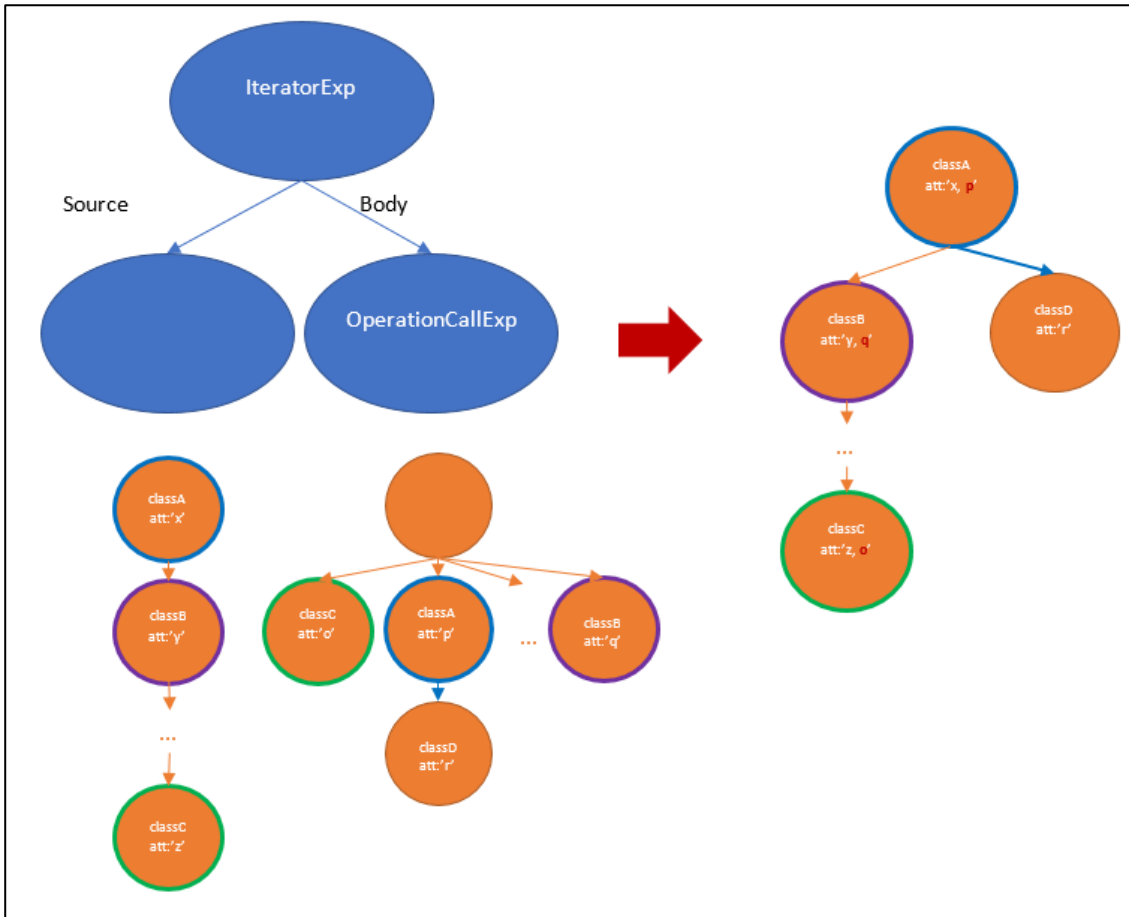 IteratorExp
Source
Body
OperationCallExp
classA
att:'x'
classB
att:'y'
...
classC
att:'z'
classC
att:'o'
classA
att:'p'
...
classB
att:'q'
classD
att:'r'
classA
att:'x, p'
classB
att:'y, q'
classD
att:'r'
...
classC
att:'z, o'